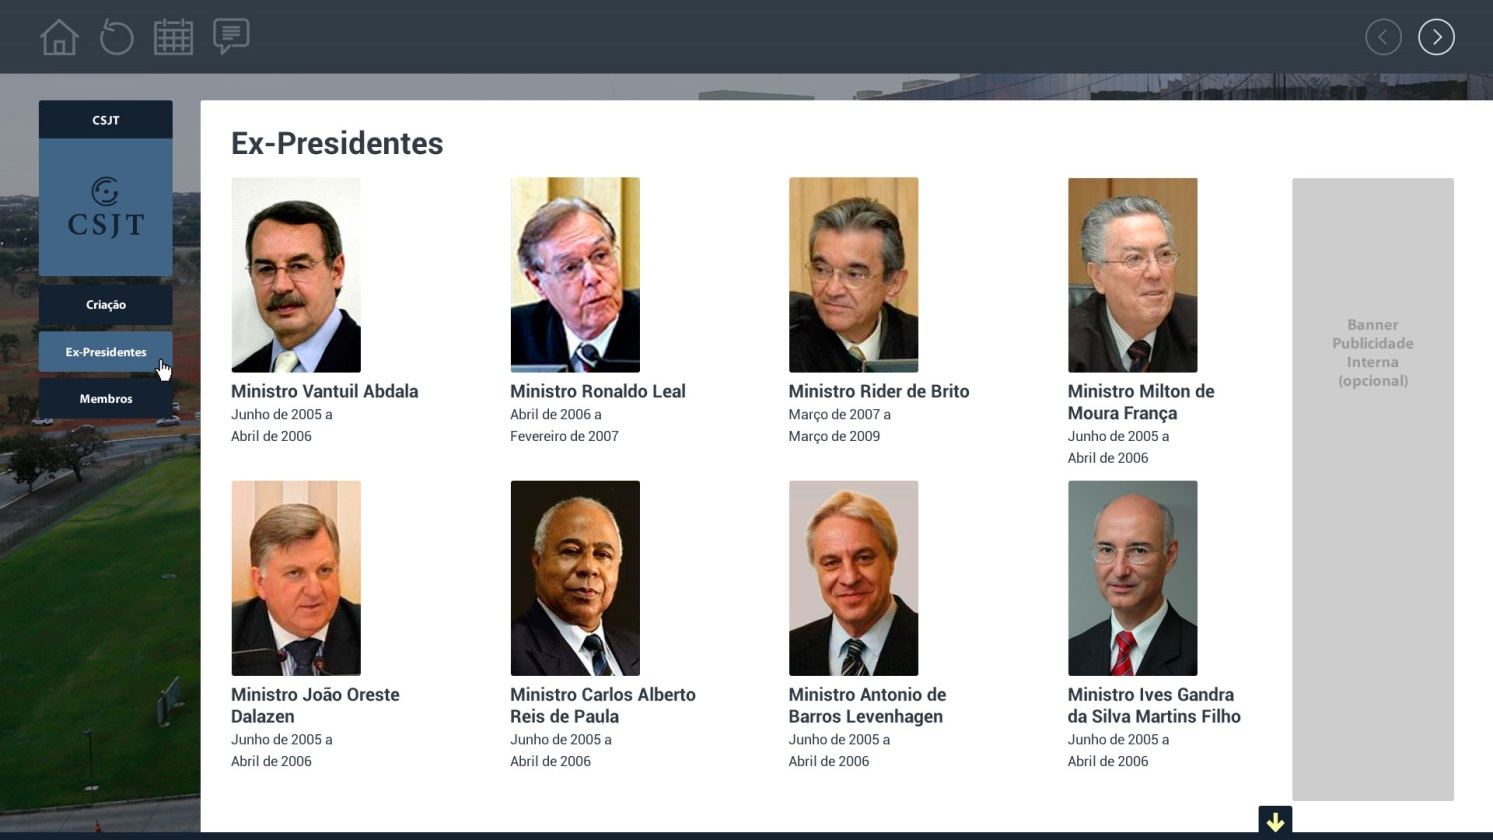 CSJT
CSJT
Criação
Ex-Presidentes
Membros
Ex-Presidentes
Ministro Vantuil Abdala
Junho de 2005 a
Abril de 2006
Ministro Ronaldo Leal
Abril de 2006 a
Fevereiro de 2007
Ministro Rider de Brito
Março de 2007 a
Março de 2009
Ministro Milton de
Moura França
Junho de 2005 a
Abril de 2006
Ministro João Oreste
Dalazen
Junho de 2005 a
Abril de 2006
Ministro Carlos Alberto
Reis de Paula
Junho de 2005 a
Abril de 2006
Ministro Antonio de
Barros Levenhagen
Junho de 2005 a
Abril de 2006
Ministro Ives Gandra
da Silva Martins Filho
Junho de 2005 a
Abril de 2006
Banner
Publicidade
Interna
(opcional)